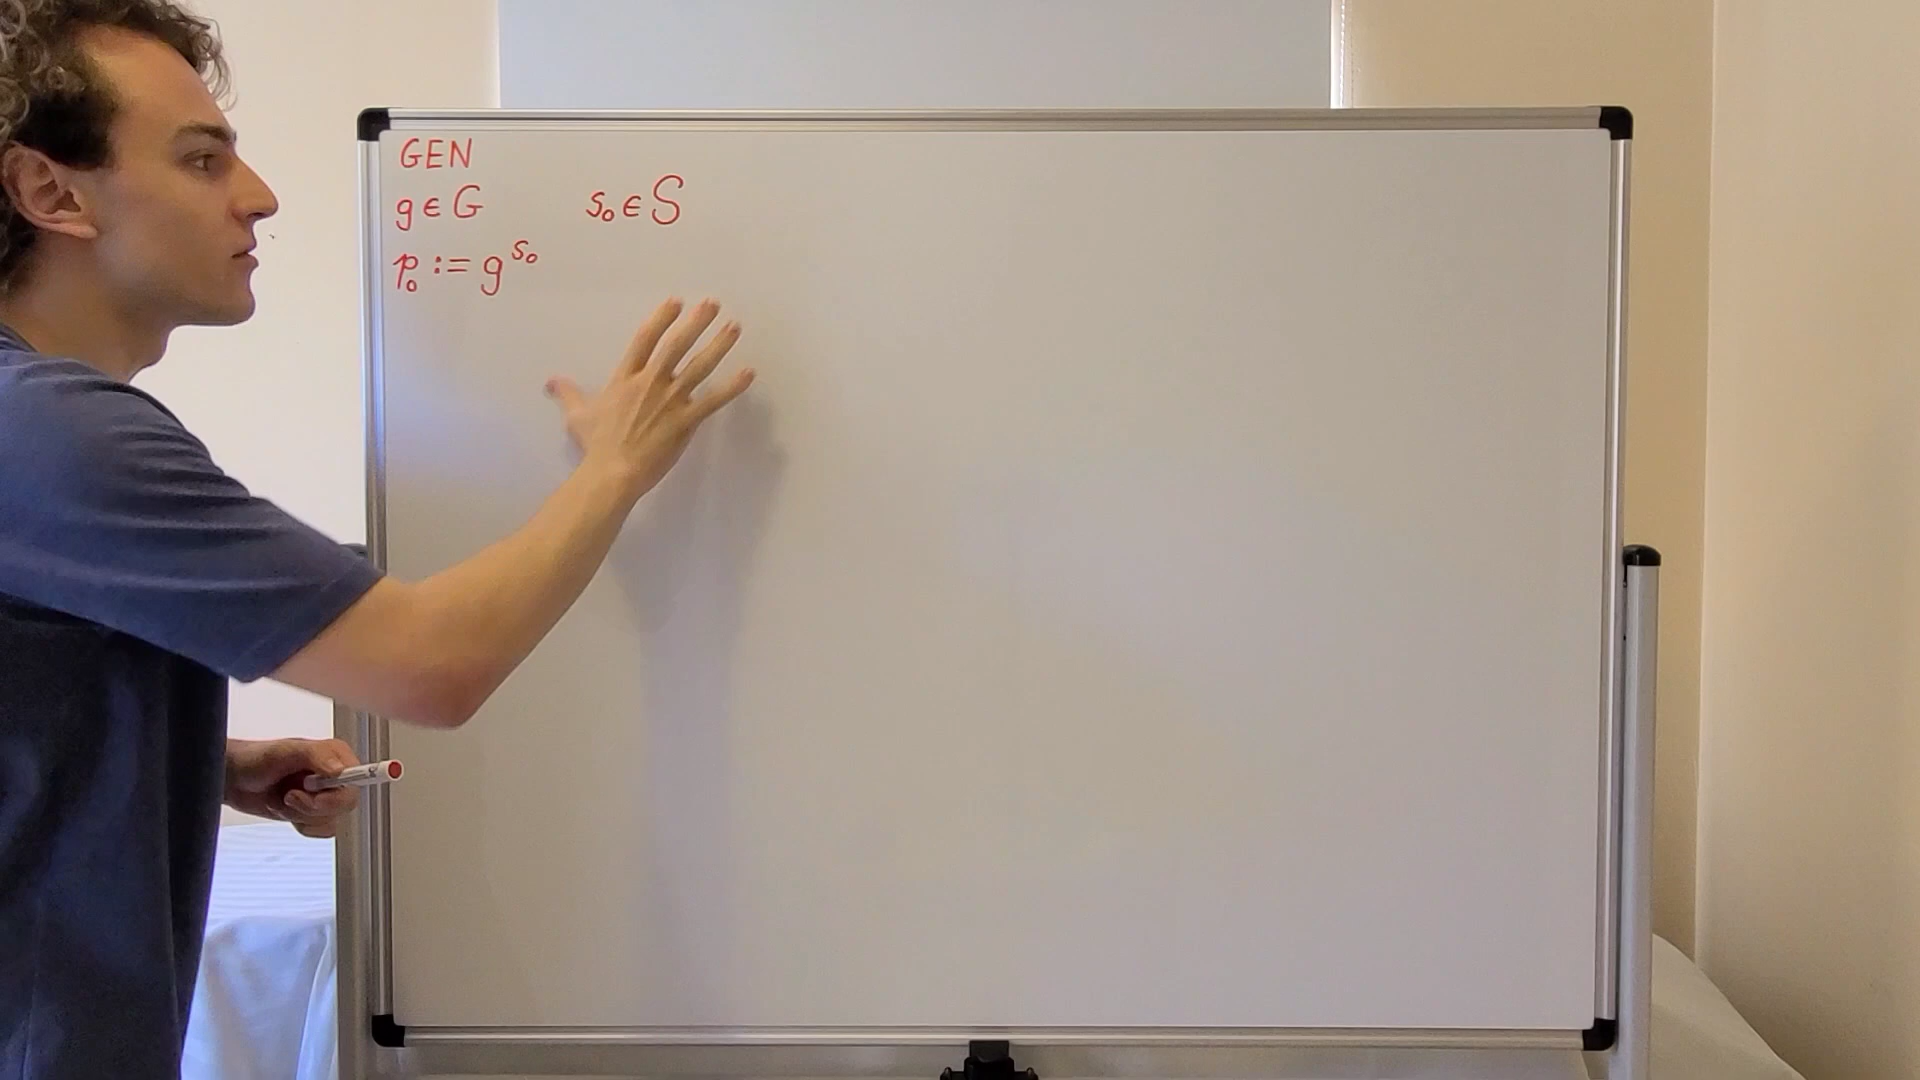 GEN
g ∈ G s₀ ∈ S
p₀ := g^{s₀}